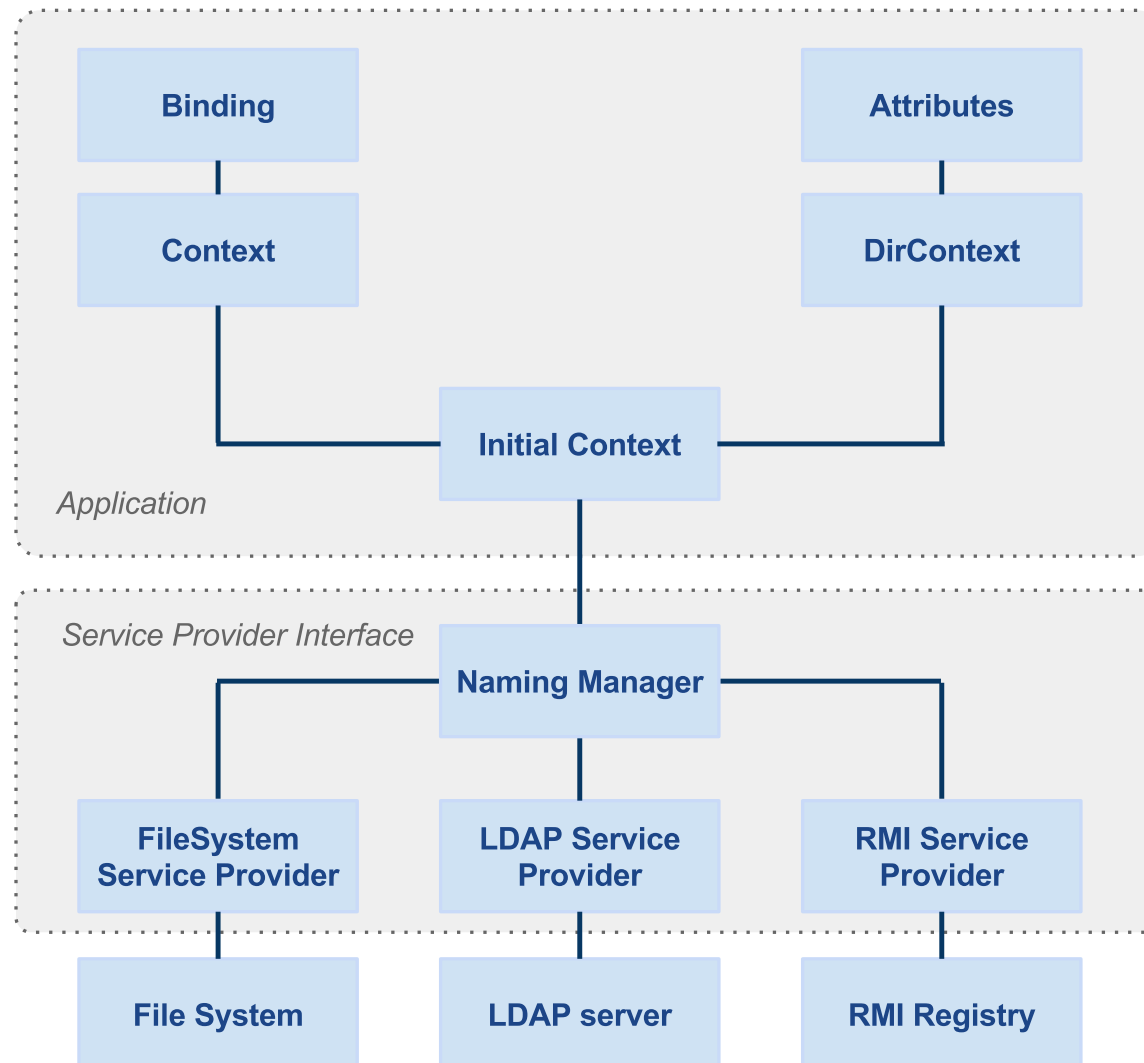 Binding
Attributes
Context
DirContext
Initial Context
Application
Service Provider Interface
Naming Manager
FileSystem
Service Provider
LDAP Service
Provider
RMI Service
Provider
File System
LDAP server
RMI Registry